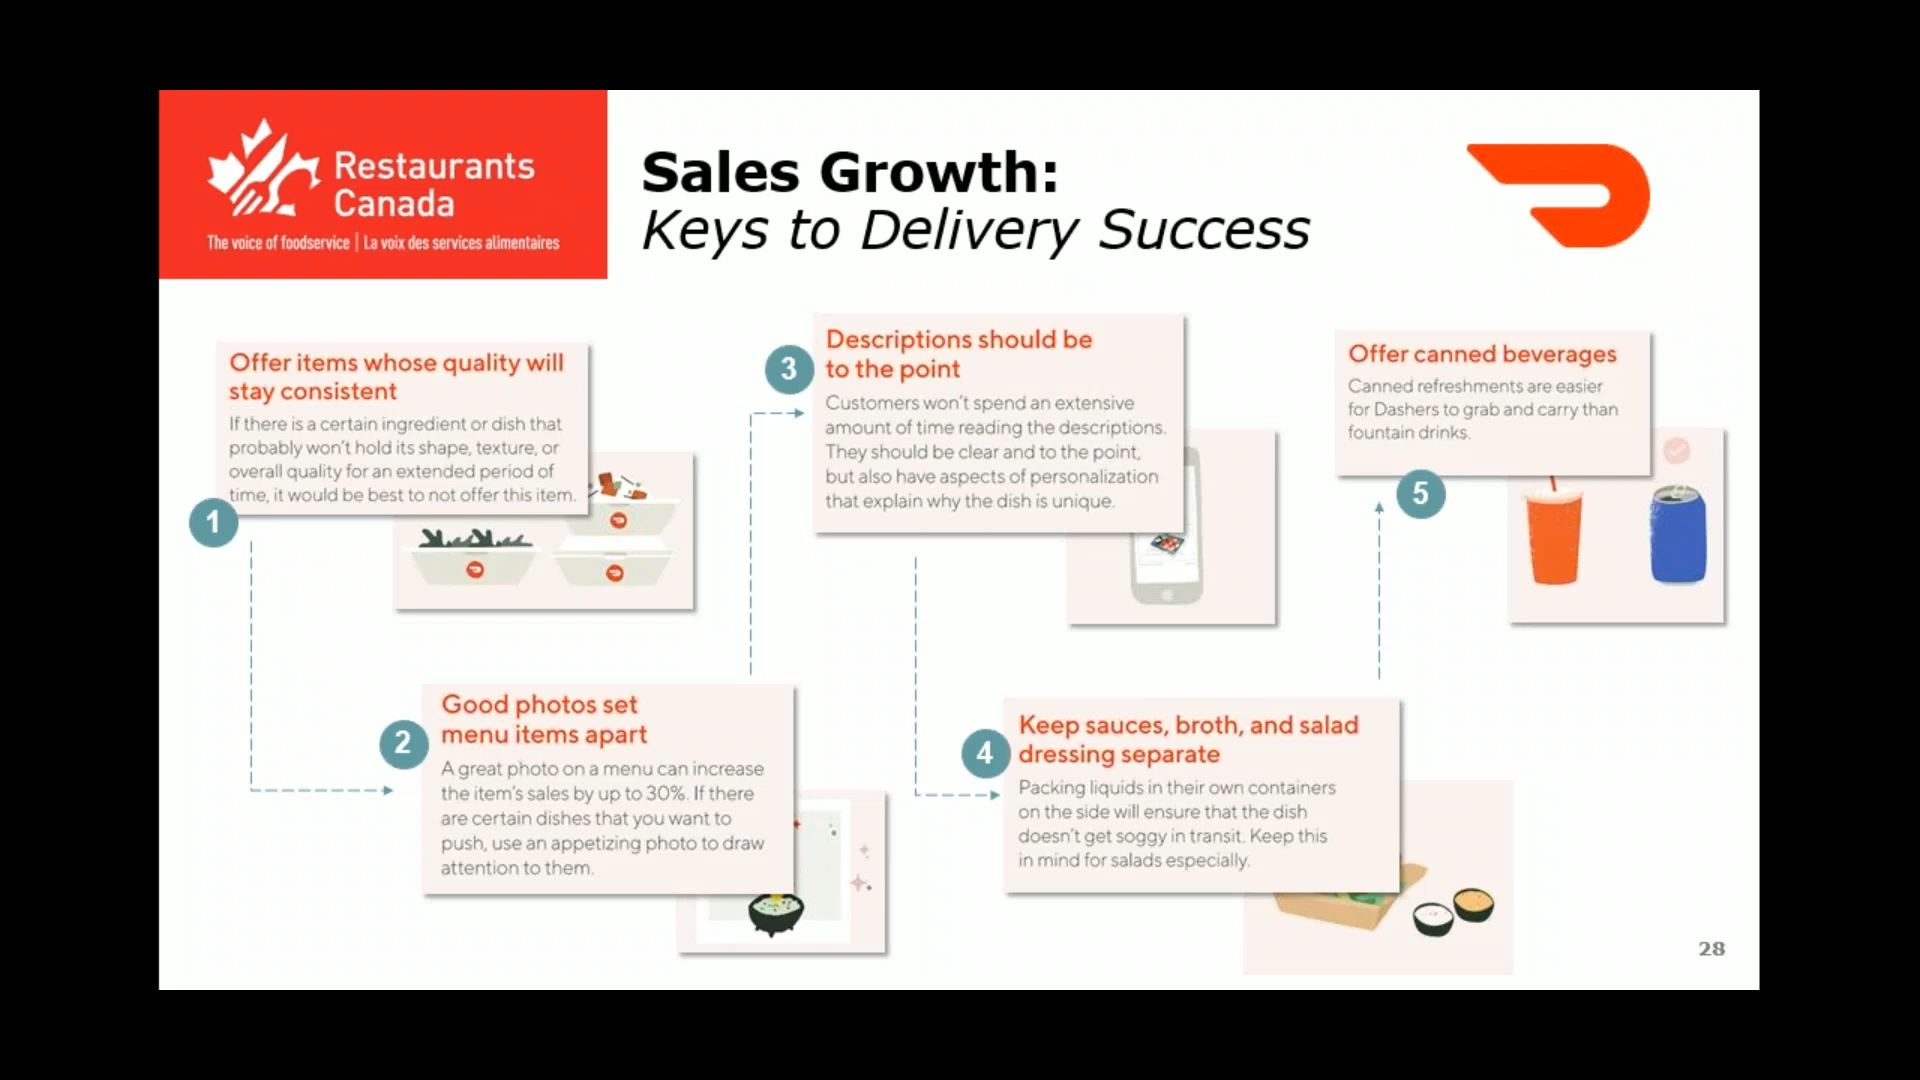 Restaurants
Canada
The voice of foodservice | La voix des services alimentaires
Sales Growth:
Keys to Delivery Success
1
Offer items whose quality will
stay consistent
If there is a certain ingredient or dish that
probably won't hold its shape, texture, or
overall quality for an extended period of
time, it would be best to not offer this item.
2
Good photos set
menu items apart
A great photo on a menu can increase
the item's sales by up to 30%. If there
are certain dishes that you want to
push, use an appetizing photo to draw
attention to them.
3
Descriptions should be
to the point
Customers won't spend an extensive
amount of time reading the descriptions.
They should be clear and to the point,
but also have aspects of personalization
that explain why the dish is unique.
4
Keep sauces, broth, and salad
dressing separate
Packing liquids in their own containers
on the side will ensure that the dish
doesn't get soggy in transit. Keep this
in mind for salads especially.
5
Offer canned beverages
Canned refreshments are easier
for Dashers to grab and carry than
fountain drinks.
28